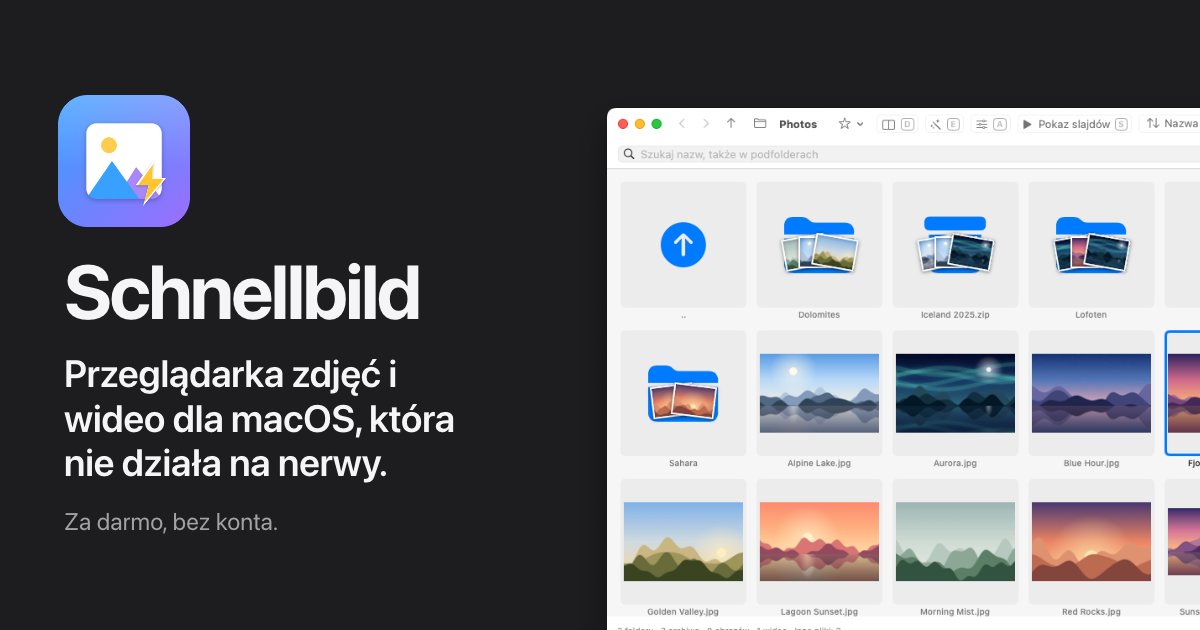 Schnellbild
Przeglądarka zdjęć i
wideo dla macOS, która
nie działa na nerwy.
Za darmo, bez konta.
Photos
D
E
A
Pokaz slajdów S
Nazwa
Szukaj nazw, także w podfolderach
..
Dolomites
Iceland 2025.zip
Lofoten
Sahara
Alpine Lake.jpg
Aurora.jpg
Blue Hour.jpg
Fjo
Golden Valley.jpg
Lagoon Sunset.jpg
Morning Mist.jpg
Red Rocks.jpg
Suns